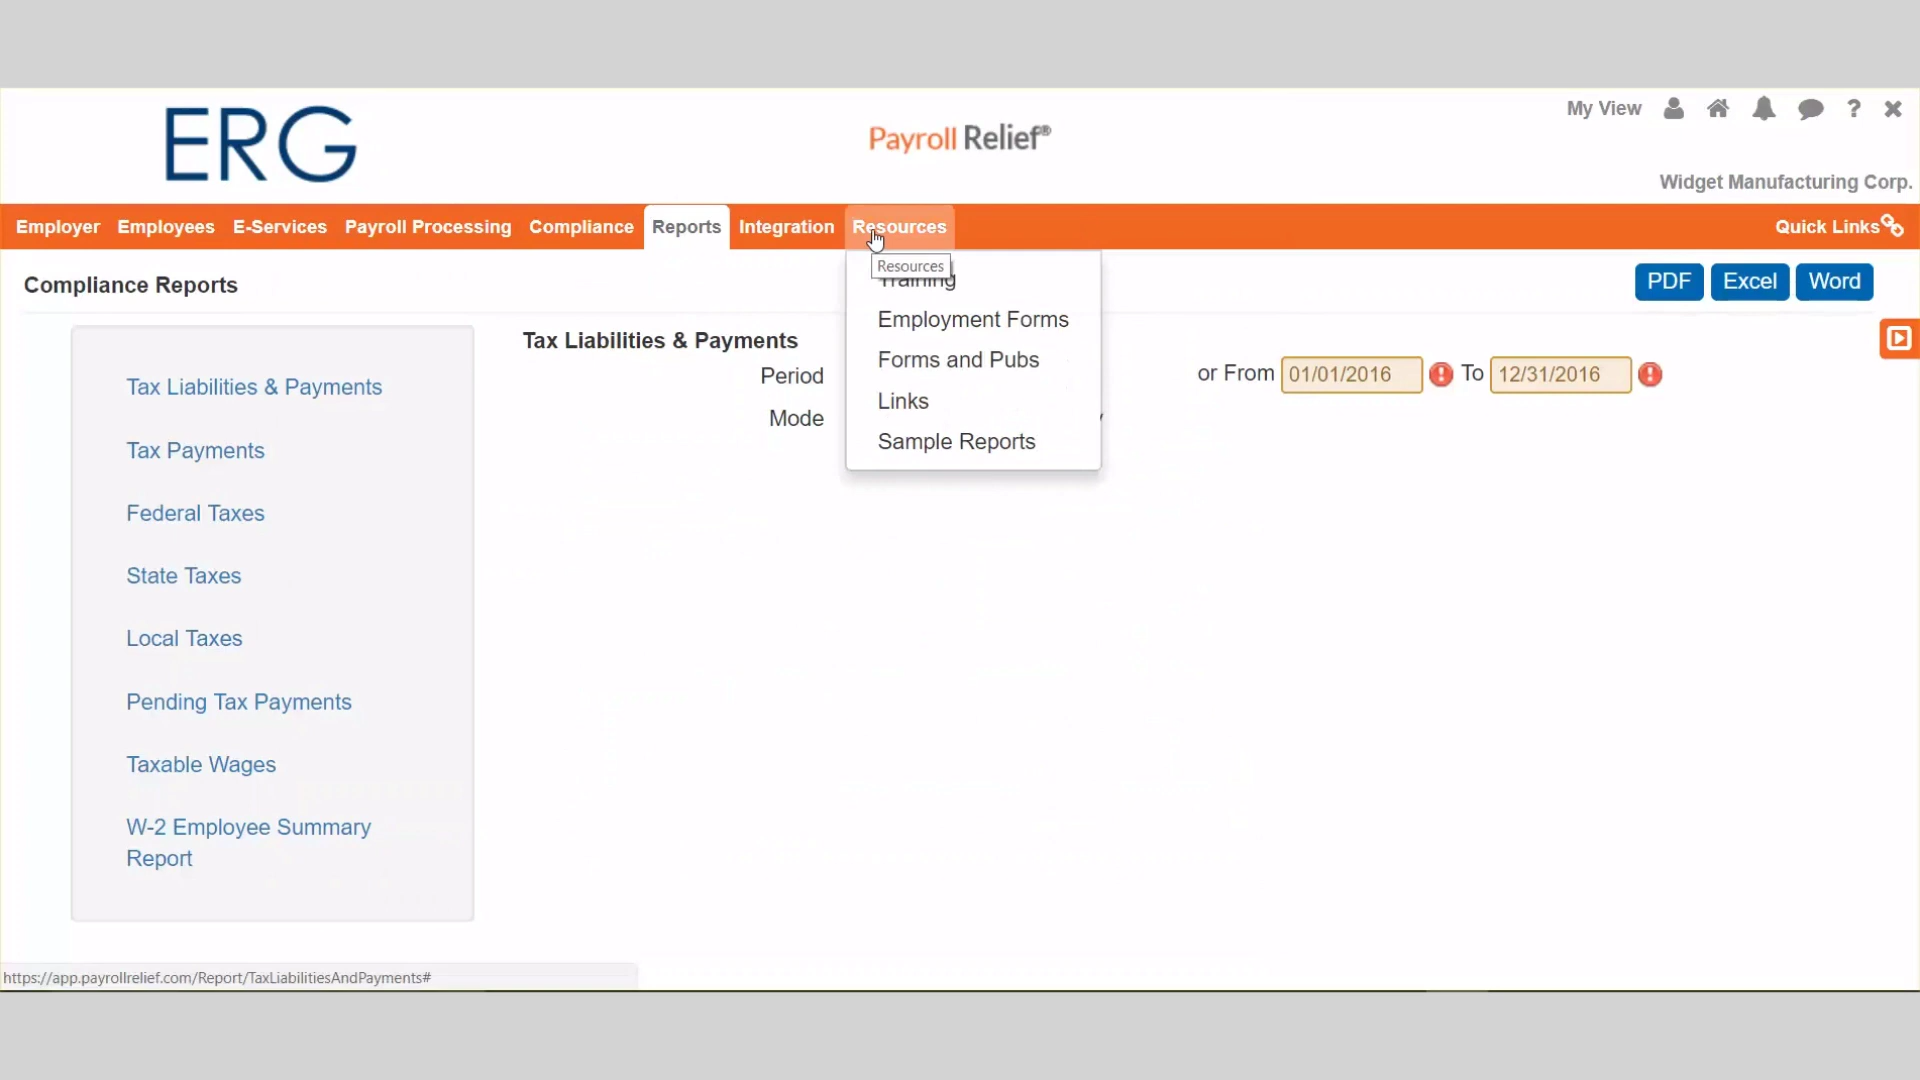 ERG
Payroll Relief®
My View
?
Widget Manufacturing Corp.
Employer Employees E-Services Payroll Processing Compliance Reports Integration Resources Quick Links
Resources
Training
Employment Forms
Forms and Pubs
Links
Sample Reports
Compliance Reports
PDF Excel Word
Tax Liabilities & Payments
Tax Payments
Federal Taxes
State Taxes
Local Taxes
Pending Tax Payments
Taxable Wages
W-2 Employee Summary
Report
Tax Liabilities & Payments
Period or From 01/01/2016 To 12/31/2016
Mode
https://app.payrollrelief.com/Report/TaxLiabilitiesAndPayments#